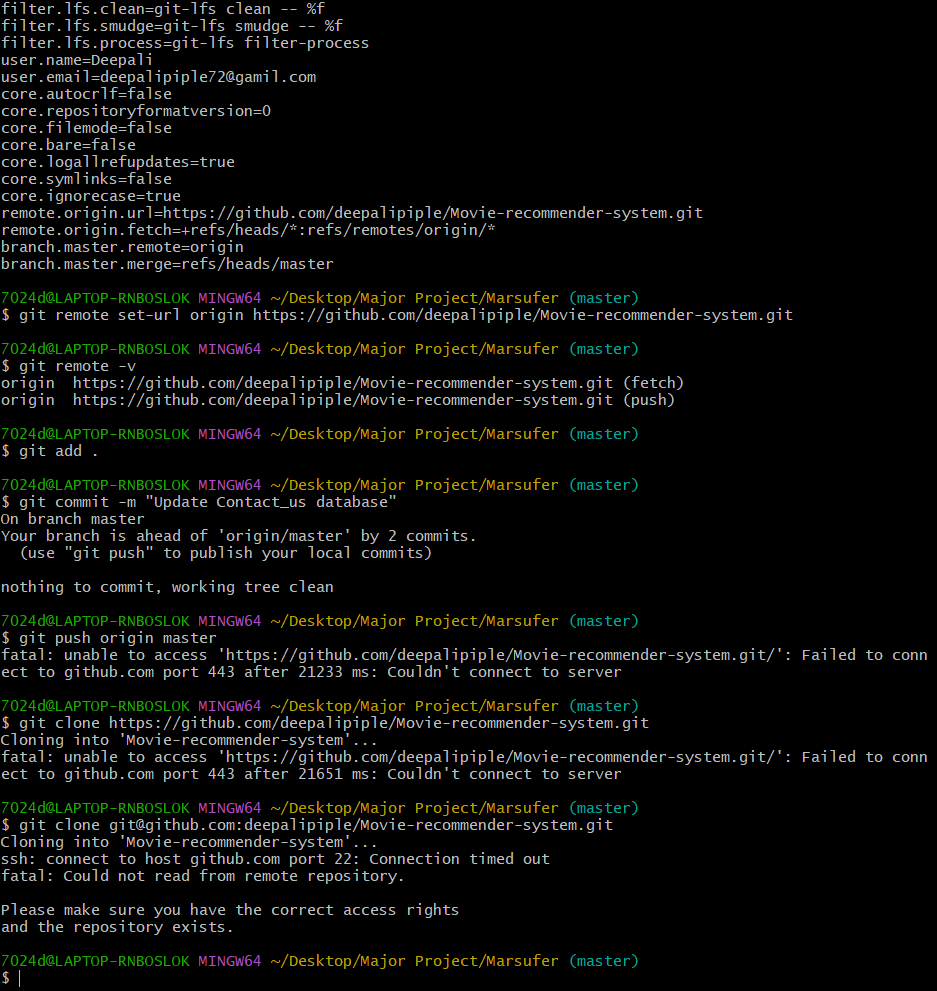 filter.lfs.clean=git-lfs clean -- %f
filter.lfs.smudge=git-lfs smudge -- %f
filter.lfs.process=git-lfs filter-process
user.name=Deepali
user.email=deepalipiple72@gamil.com
core.autocrlf=false
core.repositoryformatversion=0
core.filemode=false
core.bare=false
core.logallrefupdates=true
core.symlinks=false
core.ignorecase=true
remote.origin.url=https://github.com/deepalipiple/Movie-recommender-system.git
remote.origin.fetch=+refs/heads/*:refs/remotes/origin/*
branch.master.remote=origin
branch.master.merge=refs/heads/master
7024d@LAPTOP-RNBOSLOK MINGW64 ~/Desktop/Major Project/Marsufer (master)
$ git remote set-url origin https://github.com/deepalipiple/Movie-recommender-system.git
7024d@LAPTOP-RNBOSLOK MINGW64 ~/Desktop/Major Project/Marsufer (master)
$ git remote -v
origin  https://github.com/deepalipiple/Movie-recommender-system.git (fetch)
origin  https://github.com/deepalipiple/Movie-recommender-system.git (push)
7024d@LAPTOP-RNBOSLOK MINGW64 ~/Desktop/Major Project/Marsufer (master)
$ git add .
7024d@LAPTOP-RNBOSLOK MINGW64 ~/Desktop/Major Project/Marsufer (master)
$ git commit -m "Update Contact_us database"
On branch master
Your branch is ahead of 'origin/master' by 2 commits.
  (use "git push" to publish your local commits)
nothing to commit, working tree clean
7024d@LAPTOP-RNBOSLOK MINGW64 ~/Desktop/Major Project/Marsufer (master)
$ git push origin master
fatal: unable to access 'https://github.com/deepalipiple/Movie-recommender-system.git/': Failed to conn
ect to github.com port 443 after 21233 ms: Couldn't connect to server
7024d@LAPTOP-RNBOSLOK MINGW64 ~/Desktop/Major Project/Marsufer (master)
$ git clone https://github.com/deepalipiple/Movie-recommender-system.git
Cloning into 'Movie-recommender-system'...
fatal: unable to access 'https://github.com/deepalipiple/Movie-recommender-system.git/': Failed to conn
ect to github.com port 443 after 21651 ms: Couldn't connect to server
7024d@LAPTOP-RNBOSLOK MINGW64 ~/Desktop/Major Project/Marsufer (master)
$ git clone git@github.com:deepalipiple/Movie-recommender-system.git
Cloning into 'Movie-recommender-system'...
ssh: connect to host github.com port 22: Connection timed out
fatal: Could not read from remote repository.
Please make sure you have the correct access rights
and the repository exists.
7024d@LAPTOP-RNBOSLOK MINGW64 ~/Desktop/Major Project/Marsufer (master)
$